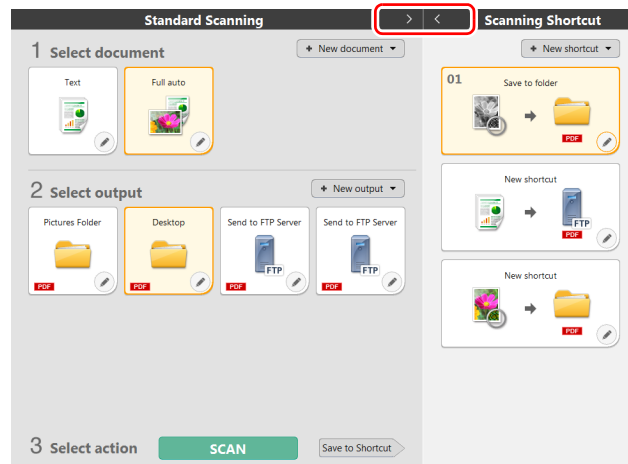 Standard Scanning
> <
Scanning Shortcut
1 Select document
+ New document
Text
Full auto
2 Select output
+ New output
Pictures Folder
PDF
Desktop
PDF
Send to FTP Server
FTP
PDF
Send to FTP Server
FTP
PDF
3 Select action
SCAN
Save to Shortcut
+ New shortcut
01
Save to folder
PDF
New shortcut
FTP
PDF
New shortcut
PDF